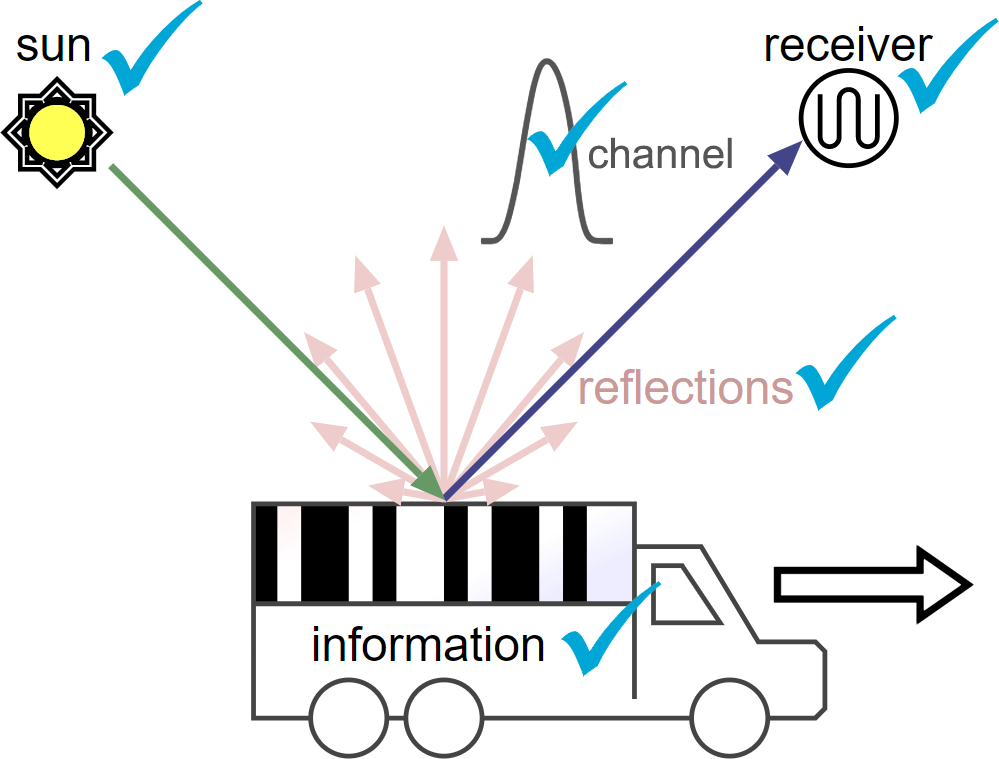 sun
receiver
channel
reflections
information